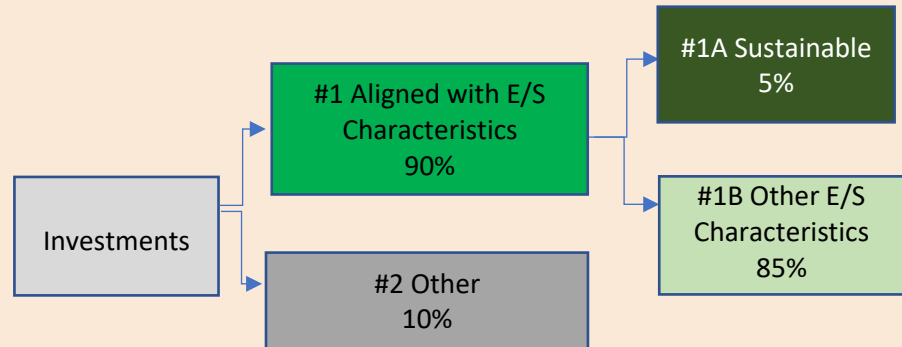 #1A Sustainable
5%
#1 Aligned with E/S
Characteristics
90%
#1B Other E/S
Characteristics
85%
Investments
#2 Other
10%